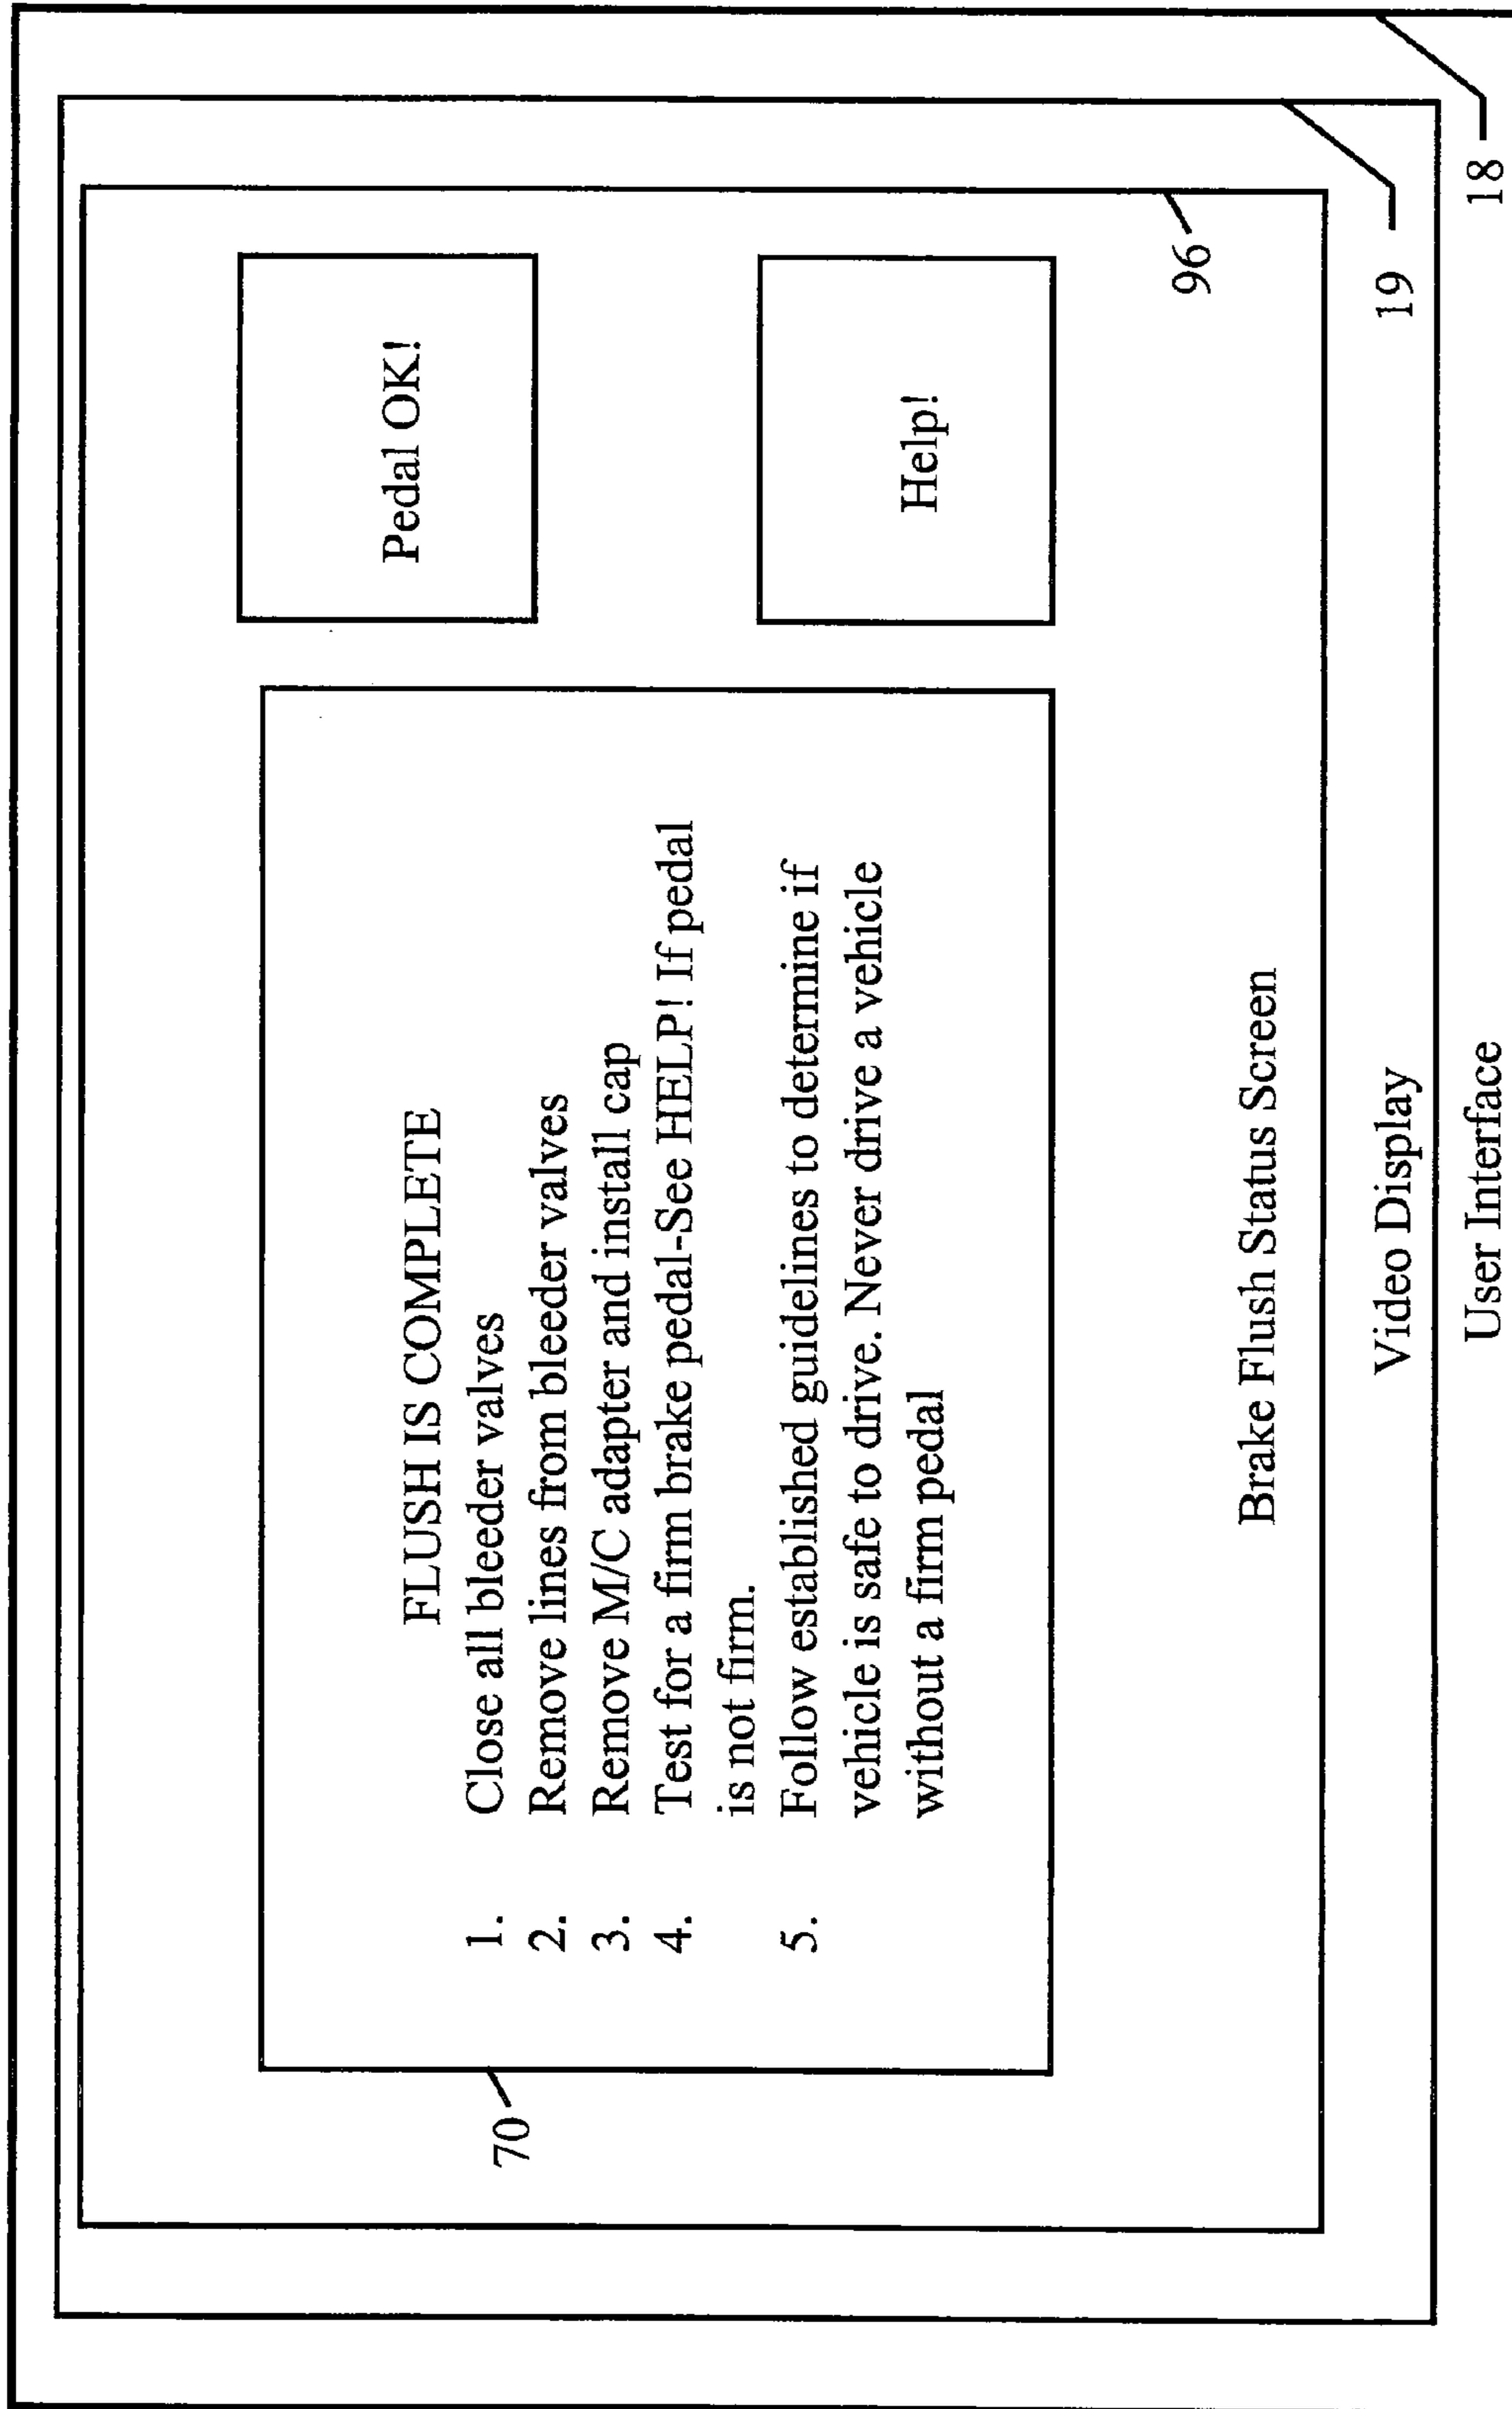 FLUSH IS COMPLETE
1. Close all bleeder valves
2. Remove lines from bleeder valves
3. Remove M/C adapter and install cap
4. Test for a firm brake pedal-See HELP! If pedal
is not firm.
5. Follow established guidelines to determine if
vehicle is safe to drive. Never drive a vehicle
without a firm pedal
Pedal OK!
Help!
70
96
Brake Flush Status Screen
19
Video Display
18
User Interface